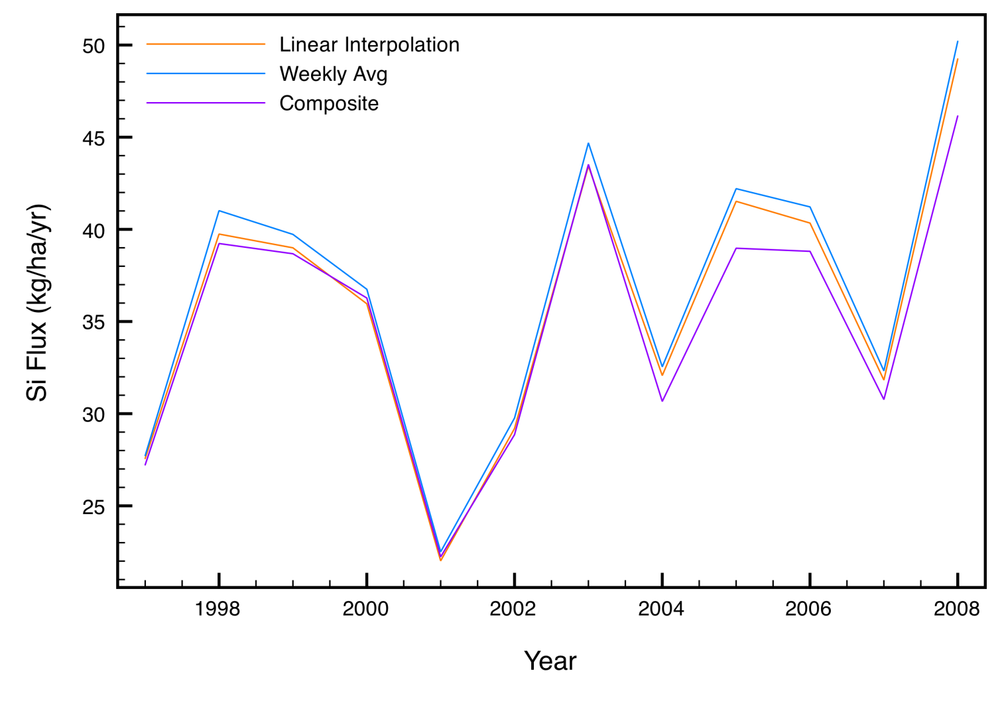 50
45
40
35
30
25
Si Flux (kg/ha/yr)
Linear Interpolation
Weekly Avg
Composite
1998 2000 2002 2004 2006 2008
Year